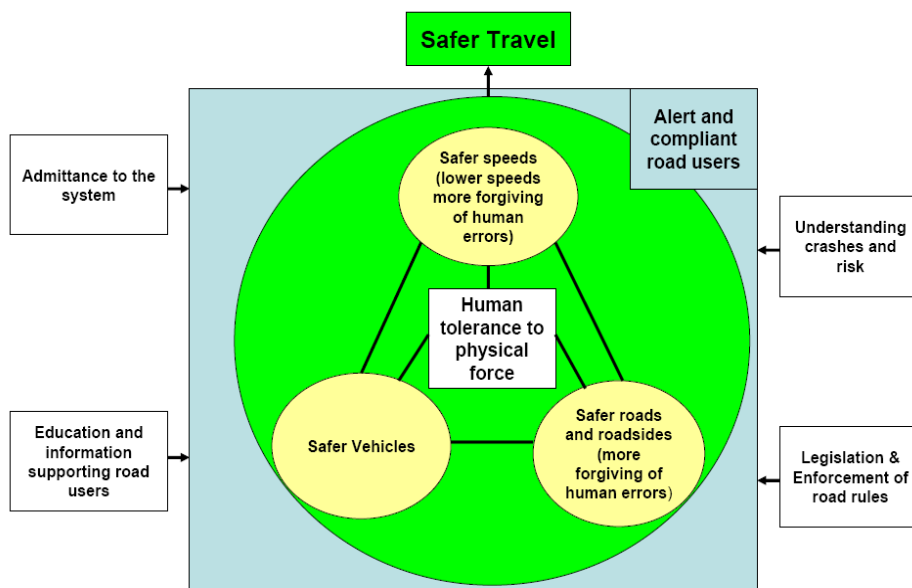 Safer Travel
Alert and
compliant
road users
Safer speeds
(lower speeds
more forgiving
of human
errors)
Admittance to the
system
Understanding
crashes and
risk
Human
tolerance to
physical
force
Safer Vehicles
Safer roads
and roadsides
(more
forgiving of
human errors)
Education and
information
supporting road
users
Legislation &
Enforcement of
road rules